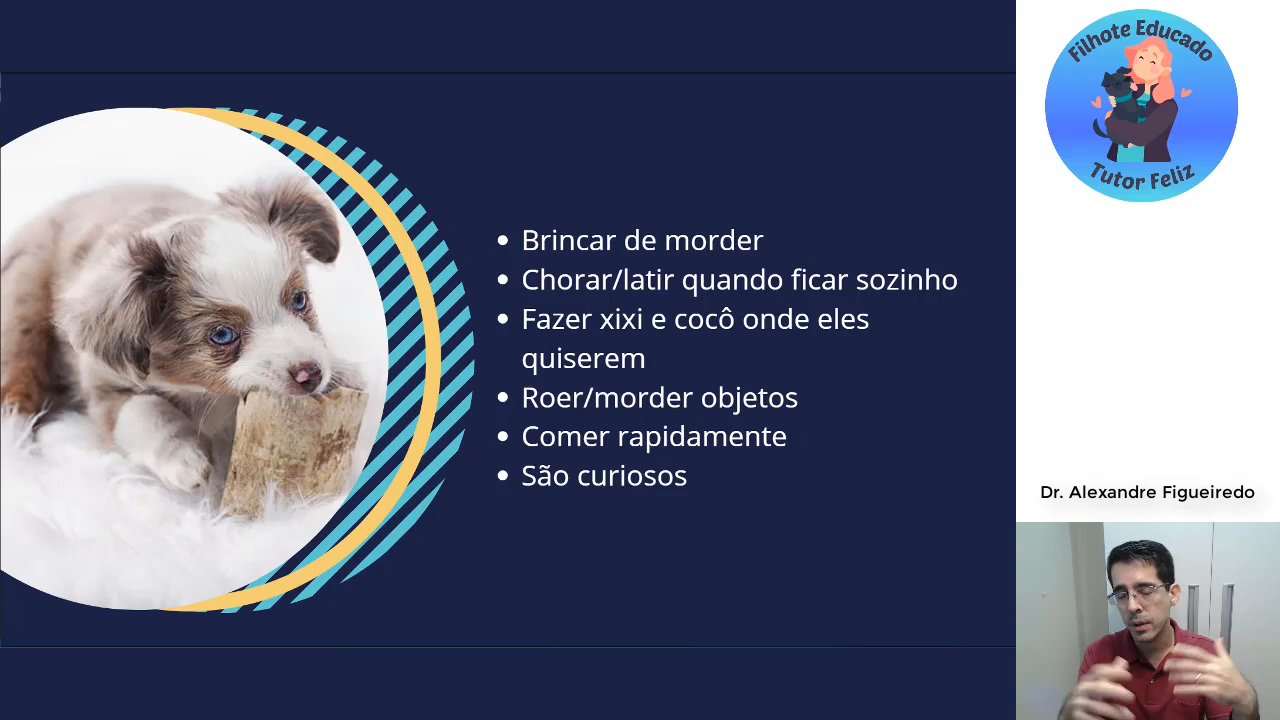 Filhote Educado
Tutor Feliz
• Brincar de morder
• Chorar/latir quando ficar sozinho
• Fazer xixi e cocô onde eles
quiserem
• Roer/morder objetos
• Comer rapidamente
• São curiosos
Dr. Alexandre Figueiredo